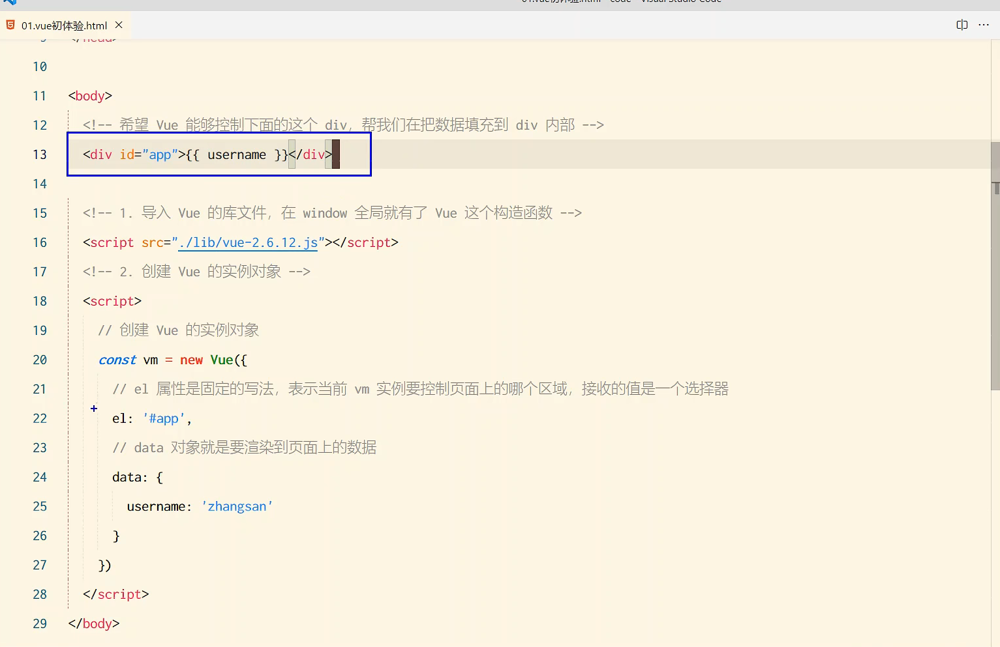 01.vue初体验.html
9 </head>
10
11 <body>
12 <!-- 希望 Vue 能够控制下面的这个 div，帮我们在把数据填充到 div 内部 -->
13 <div id="app">{{ username }}</div>
14
15 <!-- 1. 导入 Vue 的库文件，在 window 全局就有了 Vue 这个构造函数 -->
16 <script src="./lib/vue-2.6.12.js"></script>
17 <!-- 2. 创建 Vue 的实例对象 -->
18 <script>
19 // 创建 Vue 的实例对象
20 const vm = new Vue({
21 // el 属性是固定的写法，表示当前 vm 实例要控制页面上的哪个区域，接收的值是一个选择器
22 el: '#app',
23 // data 对象就是要渲染到页面上的数据
24 data: {
25 username: 'zhangsan'
26 }
27 })
28 </script>
29 </body>